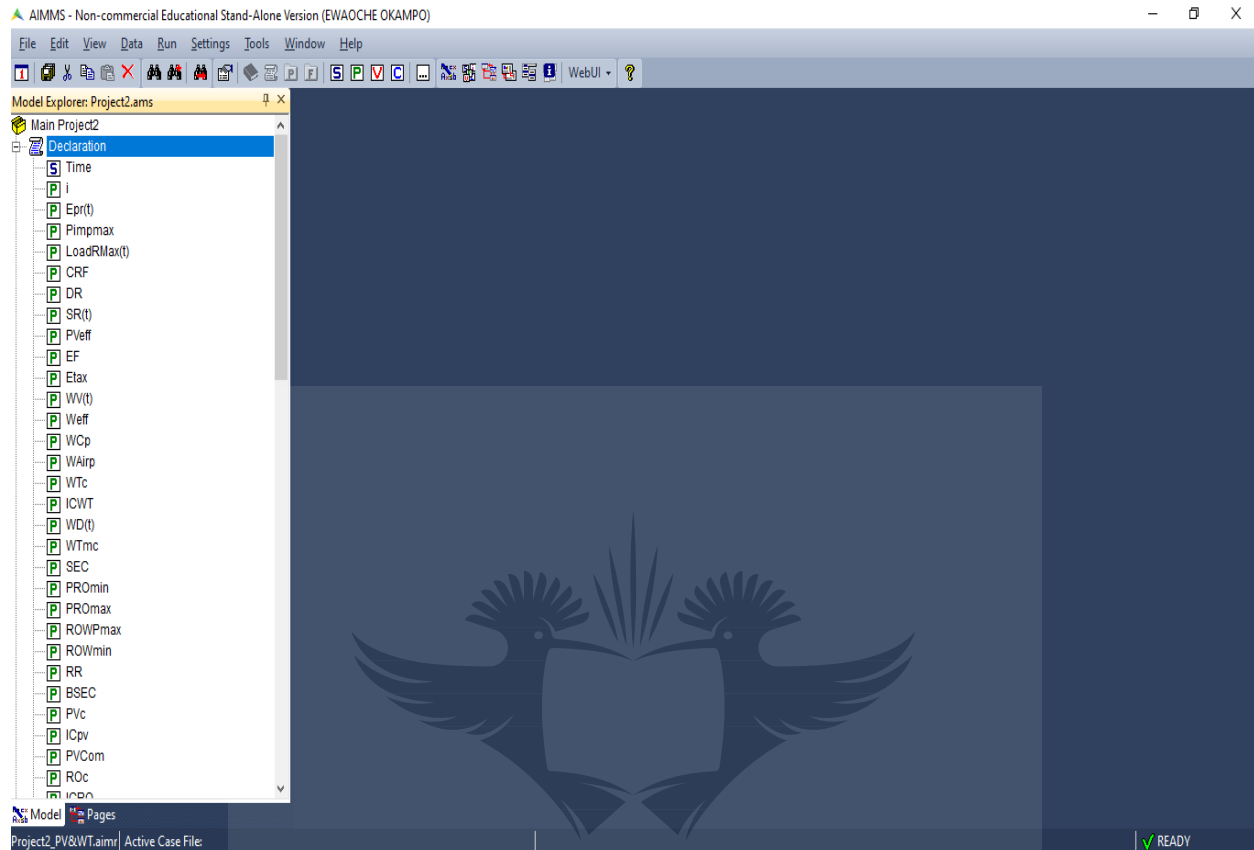 AIMMS - Non-commercial Educational Stand-Alone Version (EWAOCHE OKAMPO)
File Edit View Data Run Settings Tools Window Help
1 P F S P V C ... WebUI ?
Model Explorer: Project2.ams
Main Project2
Declaration
S Time
P i
P Epr(t)
P Pimpmax
P LoadRMax(t)
P CRF
P DR
P SR(t)
P PVeff
P EF
P Etax
P WV(t)
P Weff
P WCp
P WAirp
P WTc
P ICWT
P WD(t)
P WTmc
P SEC
P PROmin
P PROmax
P ROWPmax
P ROWmin
P RR
P BSEC
P PVc
P ICpv
P PVCom
P ROc
Model Pages
Project2_PV&WT.aimr Active Case File: READY